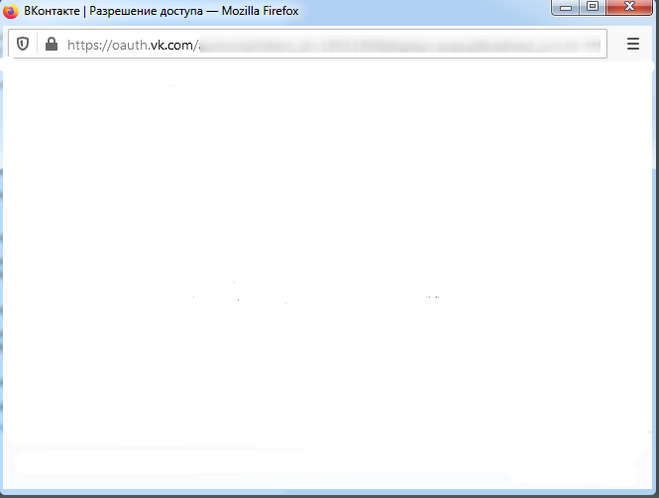 ВКонтакте | Разрешение доступа — Mozilla Firefox
https://oauth.vk.com/